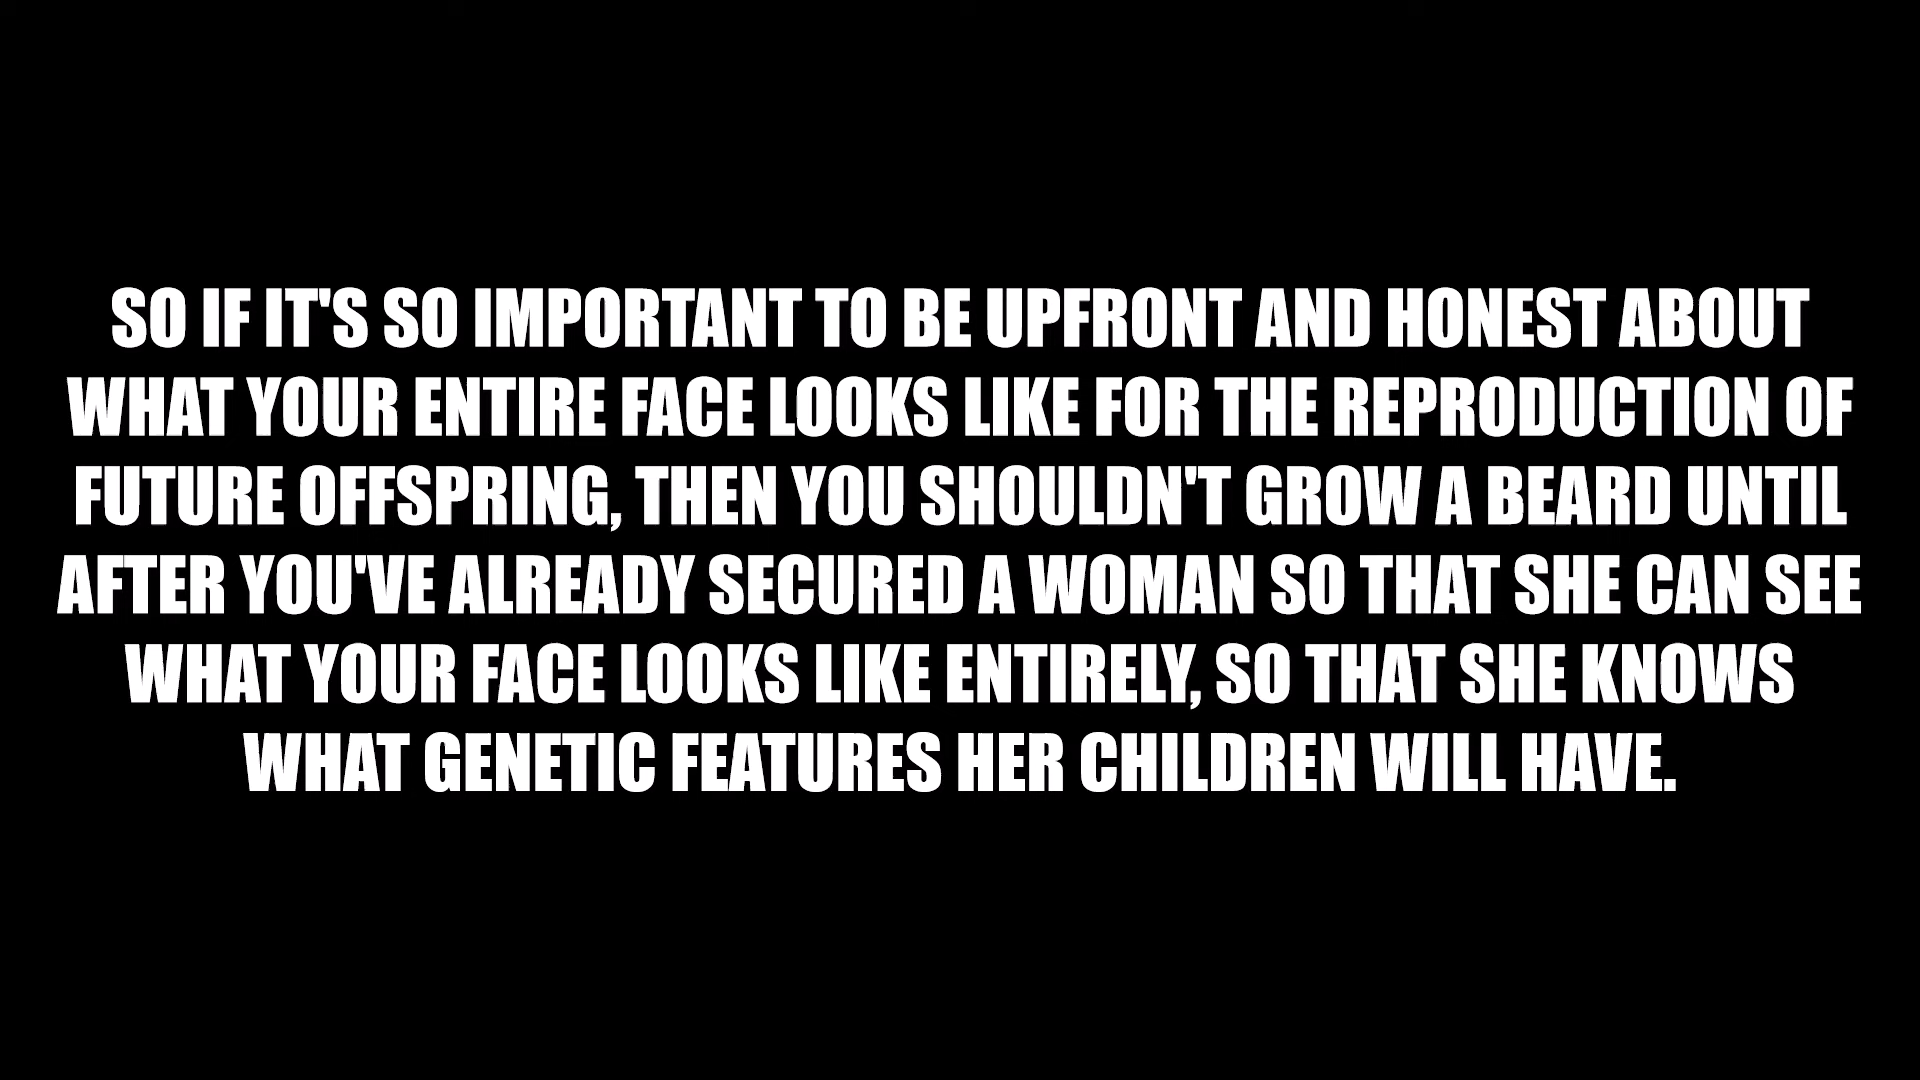 SO IF IT'S SO IMPORTANT TO BE UPFRONT AND HONEST ABOUT
WHAT YOUR ENTIRE FACE LOOKS LIKE FOR THE REPRODUCTION OF
FUTURE OFFSPRING, THEN YOU SHOULDN'T GROW A BEARD UNTIL
AFTER YOU'VE ALREADY SECURED A WOMAN SO THAT SHE CAN SEE
WHAT YOUR FACE LOOKS LIKE ENTIRELY, SO THAT SHE KNOWS
WHAT GENETIC FEATURES HER CHILDREN WILL HAVE.